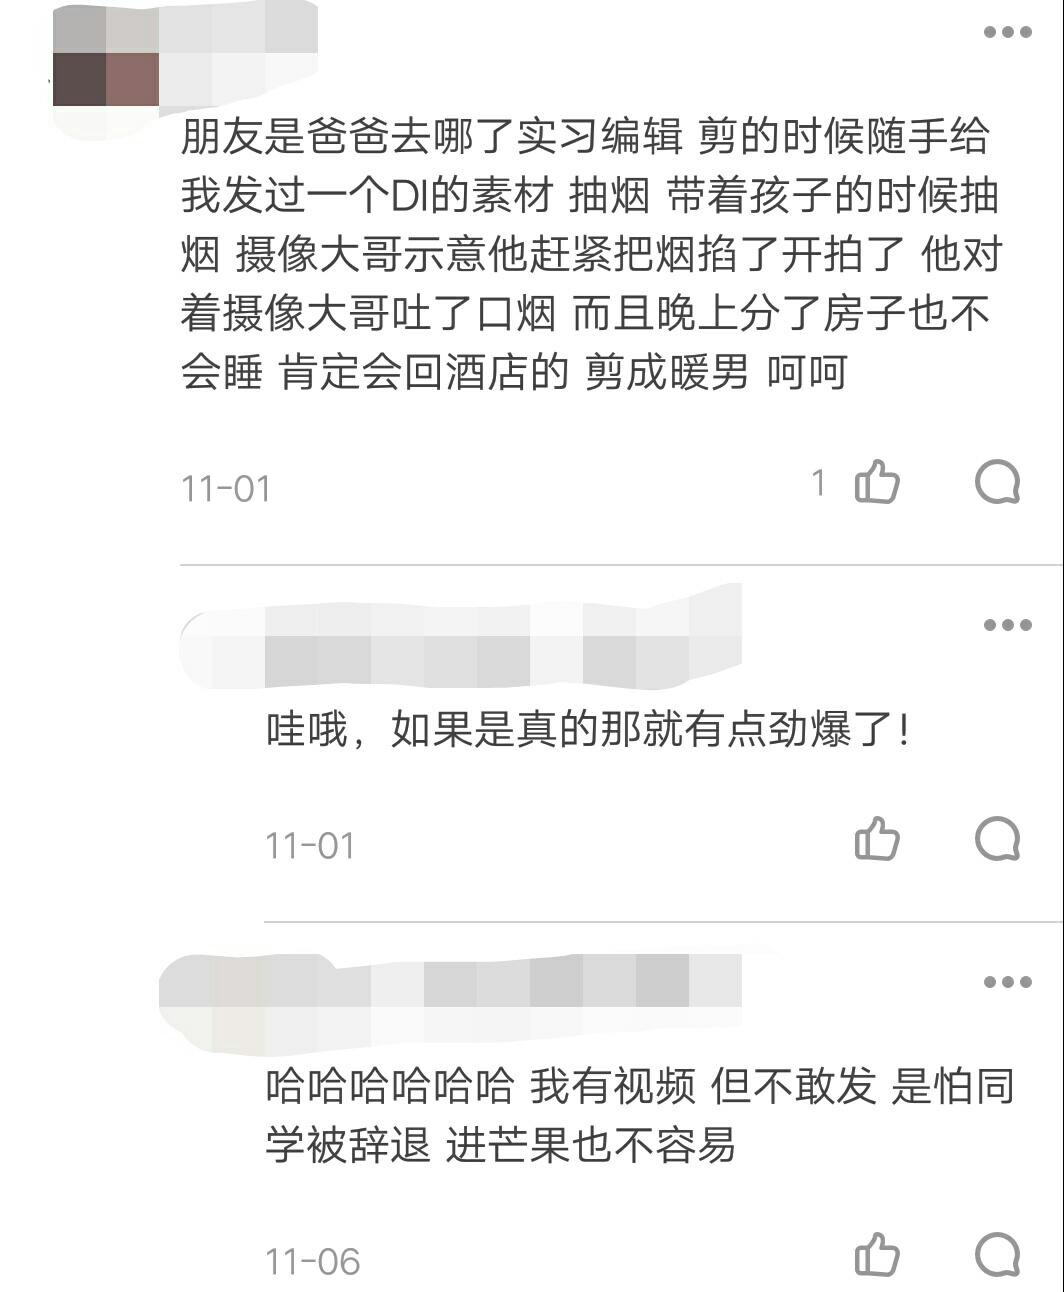 朋友是爸爸去哪了实习编辑 剪的时候随手给
我发过一个DI的素材 抽烟 带着孩子的时候抽
烟 摄像大哥示意他赶紧把烟掐了开拍了 他对
着摄像大哥吐了口烟 而且晚上分了房子也不
会睡 肯定会回酒店的 剪成暖男 呵呵
11-01
1
哇哦，如果是真的那就有点劲爆了！
11-01
哈哈哈哈哈哈 我有视频 但不敢发 是怕同
学被辞退 进芒果也不容易
11-06